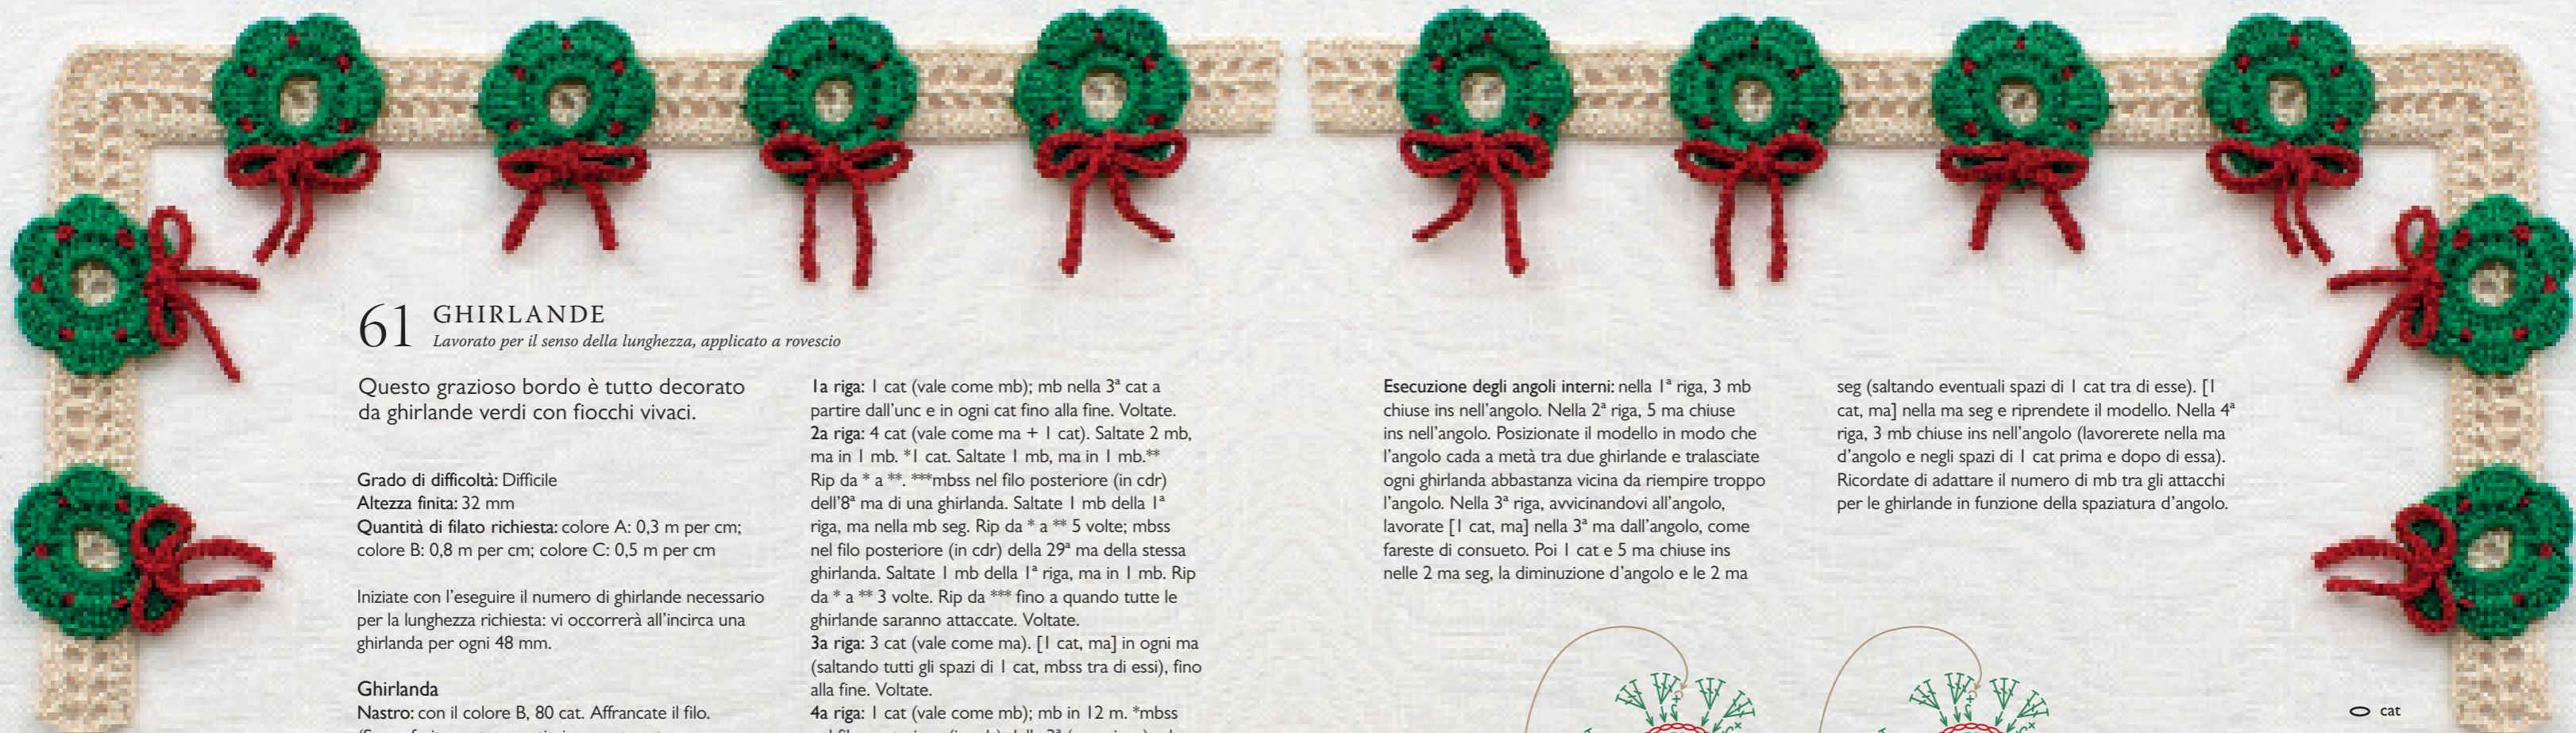 61 GHIRLANDE
Lavorato per il senso della lunghezza, applicato a rovescio
Questo grazioso bordo è tutto decorato
da ghirlande verdi con fiocchi vivaci.
Grado di difficoltà: Difficile
Altezza finita: 32 mm
Quantità di filato richiesta: colore A: 0,3 m per cm;
colore B: 0,8 m per cm; colore C: 0,5 m per cm
Iniziate con l'eseguire il numero di ghirlande necessario
per la lunghezza richiesta: vi occorrerà all'incirca una
ghirlanda per ogni 48 mm.
Ghirlanda
Nastro: con il colore B, 80 cat. Affrancate il filo.
1a riga: 1 cat (vale come mb); mb nella 3ª cat a
partire dall'unc e in ogni cat fino alla fine. Voltate.
2a riga: 4 cat (vale come ma + 1 cat). Saltate 2 mb,
ma in 1 mb. *1 cat. Saltate 1 mb, ma in 1 mb.**
Rip da * a **. ***mbss nel filo posteriore (in cdr)
dell'8ª ma di una ghirlanda. Saltate 1 mb della 1ª
riga, ma nella mb seg. Rip da * a ** 5 volte; mbss
nel filo posteriore (in cdr) della 29ª ma della stessa
ghirlanda. Saltate 1 mb della 1ª riga, ma in 1 mb. Rip
da * a ** 3 volte. Rip da *** fino a quando tutte le
ghirlande saranno attaccate. Voltate.
3a riga: 3 cat (vale come ma). [1 cat, ma] in ogni ma
(saltando tutti gli spazi di 1 cat, mbss tra di essi), fino
alla fine. Voltate.
4a riga: 1 cat (vale come mb); mb in 12 m. *mbss
Esecuzione degli angoli interni: nella 1ª riga, 3 mb
chiuse ins nell'angolo. Nella 2ª riga, 5 ma chiuse
ins nell'angolo. Posizionate il modello in modo che
l'angolo cada a metà tra due ghirlande e tralasciate
ogni ghirlanda abbastanza vicina da riempire troppo
l'angolo. Nella 3ª riga, avvicinandovi all'angolo,
lavorate [1 cat, ma] nella 3ª ma dall'angolo, come
fareste di consueto. Poi 1 cat e 5 ma chiuse ins
nelle 2 ma seg, la diminuzione d'angolo e le 2 ma
seg (saltando eventuali spazi di 1 cat tra di esse). [1
cat, ma] nella ma seg e riprendete il modello. Nella 4ª
riga, 3 mb chiuse ins nell'angolo (lavorerete nella ma
d'angolo e negli spazi di 1 cat prima e dopo di essa).
Ricordate di adattare il numero di mb tra gli attacchi
per le ghirlande in funzione della spaziatura d'angolo.
cat